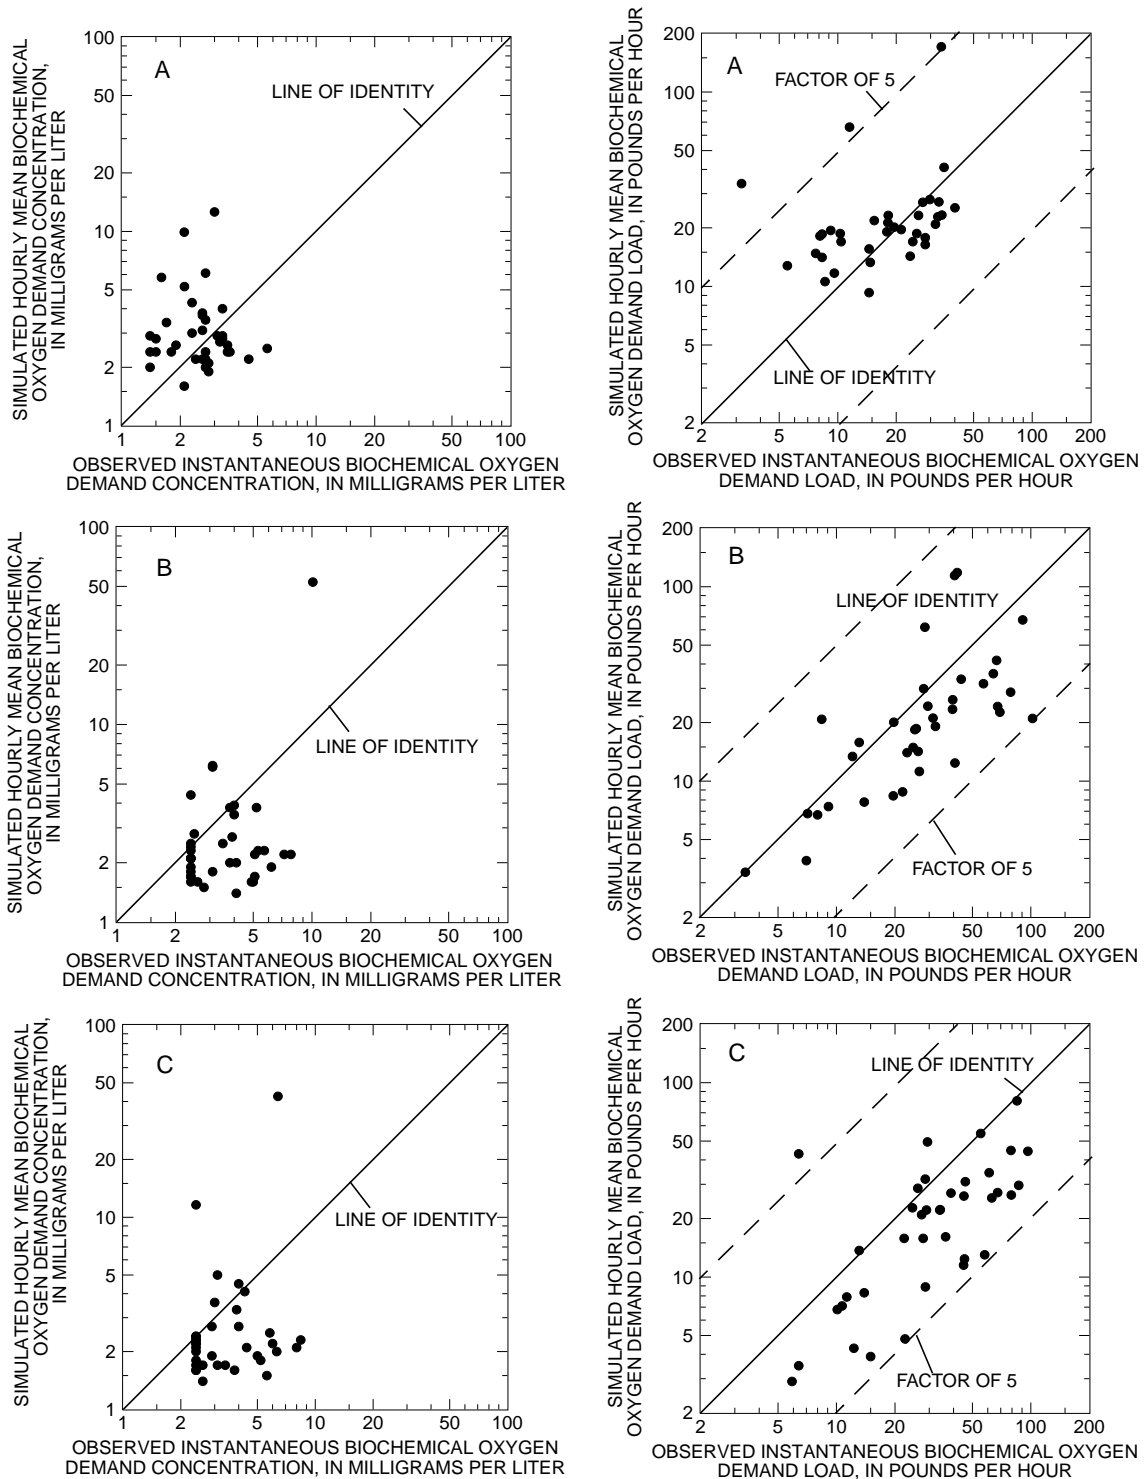 SIMULATED HOURLY MEAN BIOCHEMICAL
OXYGEN DEMAND CONCENTRATION,
IN MILLIGRAMS PER LITER
100
50
20
10
5
2
1
A
LINE OF IDENTITY
1 2 5 10 20 50 100
OBSERVED INSTANTANEOUS BIOCHEMICAL OXYGEN
DEMAND CONCENTRATION, IN MILLIGRAMS PER LITER
SIMULATED HOURLY MEAN BIOCHEMICAL
OXYGEN DEMAND LOAD, IN POUNDS PER HOUR
200
100
50
20
10
5
2
A
FACTOR OF 5
LINE OF IDENTITY
2 5 10 20 50 100 200
OBSERVED INSTANTANEOUS BIOCHEMICAL OXYGEN
DEMAND LOAD, IN POUNDS PER HOUR
SIMULATED HOURLY MEAN BIOCHEMICAL
OXYGEN DEMAND CONCENTRATION,
IN MILLIGRAMS PER LITER
100
50
20
10
5
2
1
B
LINE OF IDENTITY
1 2 5 10 20 50 100
OBSERVED INSTANTANEOUS BIOCHEMICAL OXYGEN
DEMAND CONCENTRATION, IN MILLIGRAMS PER LITER
SIMULATED HOURLY MEAN BIOCHEMICAL
OXYGEN DEMAND LOAD, IN POUNDS PER HOUR
200
100
50
20
10
5
2
B
LINE OF IDENTITY
FACTOR OF 5
2 5 10 20 50 100 200
OBSERVED INSTANTANEOUS BIOCHEMICAL OXYGEN
DEMAND LOAD, IN POUNDS PER HOUR
SIMULATED HOURLY MEAN BIOCHEMICAL
OXYGEN DEMAND CONCENTRATION,
IN MILLIGRAMS PER LITER
100
50
20
10
5
2
1
C
LINE OF IDENTITY
1 2 5 10 20 50 100
OBSERVED INSTANTANEOUS BIOCHEMICAL OXYGEN
DEMAND CONCENTRATION, IN MILLIGRAMS PER LITER
SIMULATED HOURLY MEAN BIOCHEMICAL
OXYGEN DEMAND LOAD, IN POUNDS PER HOUR
200
100
50
20
10
5
2
C
LINE OF IDENTITY
FACTOR OF 5
2 5 10 20 50 100 200
OBSERVED INSTANTANEOUS BIOCHEMICAL OXYGEN
DEMAND LOAD, IN POUNDS PER HOUR